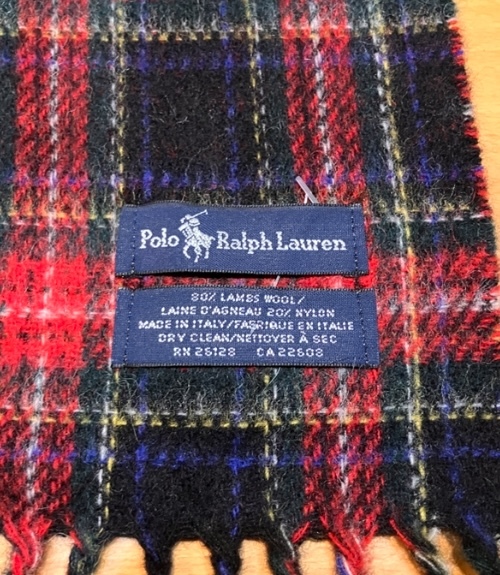 Polo Ralph Lauren
80% LAMBS WOOL/
LAINE D'AGNEAU 20% NYLON
MADE IN ITALY/FABRIQUE EN ITALIE
DRY CLEAN/NETTOYER À SEC
RN 26128 CA 22608